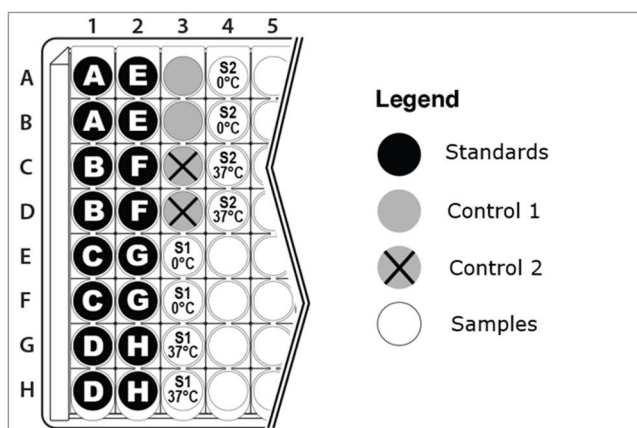 1 2 3 4 5
A A E S2 0°C
B A E S2 0°C
C B F S2 37°C
D B F S2 37°C
E C G S1 0°C
F C G S1 0°C
G D H S1 37°C
H D H S1 37°C
Legend
Standards
Control 1
Control 2
Samples